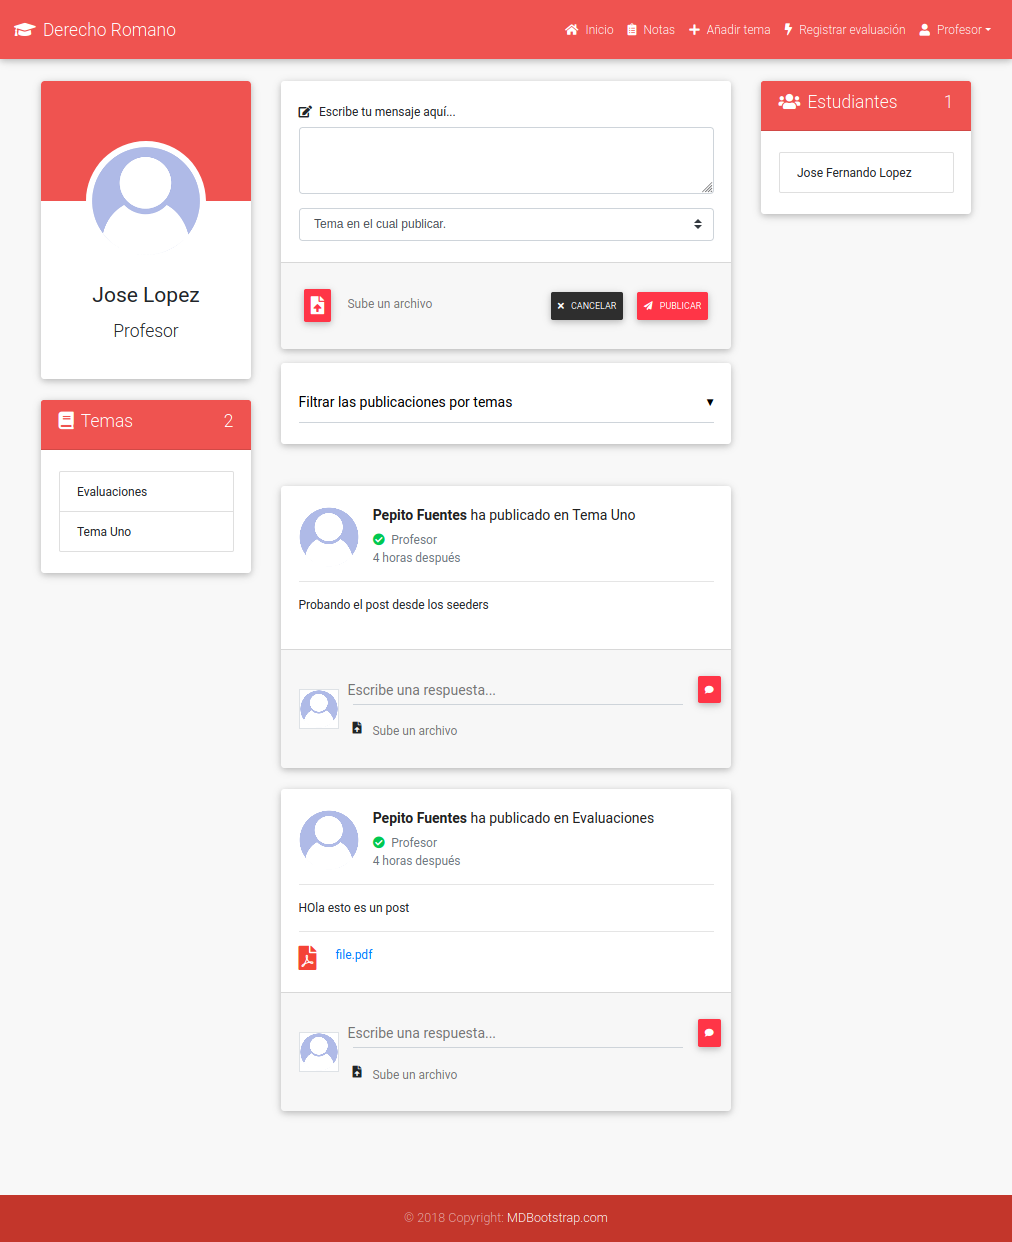 Derecho Romano
Inicio
Notas
Añadir tema
Registrar evaluación
Profesor
Jose Lopez
Profesor
Temas 2
Evaluaciones
Tema Uno
Escribe tu mensaje aquí...
Tema en el cual publicar.
Sube un archivo
CANCELAR
PUBLICAR
Filtrar las publicaciones por temas
Pepito Fuentes ha publicado en Tema Uno
Profesor
4 horas después
Probando el post desde los seeders
Escribe una respuesta...
Sube un archivo
Pepito Fuentes ha publicado en Evaluaciones
Profesor
4 horas después
HOla esto es un post
file.pdf
Escribe una respuesta...
Sube un archivo
Estudiantes 1
Jose Fernando Lopez
© 2018 Copyright: MDBootstrap.com